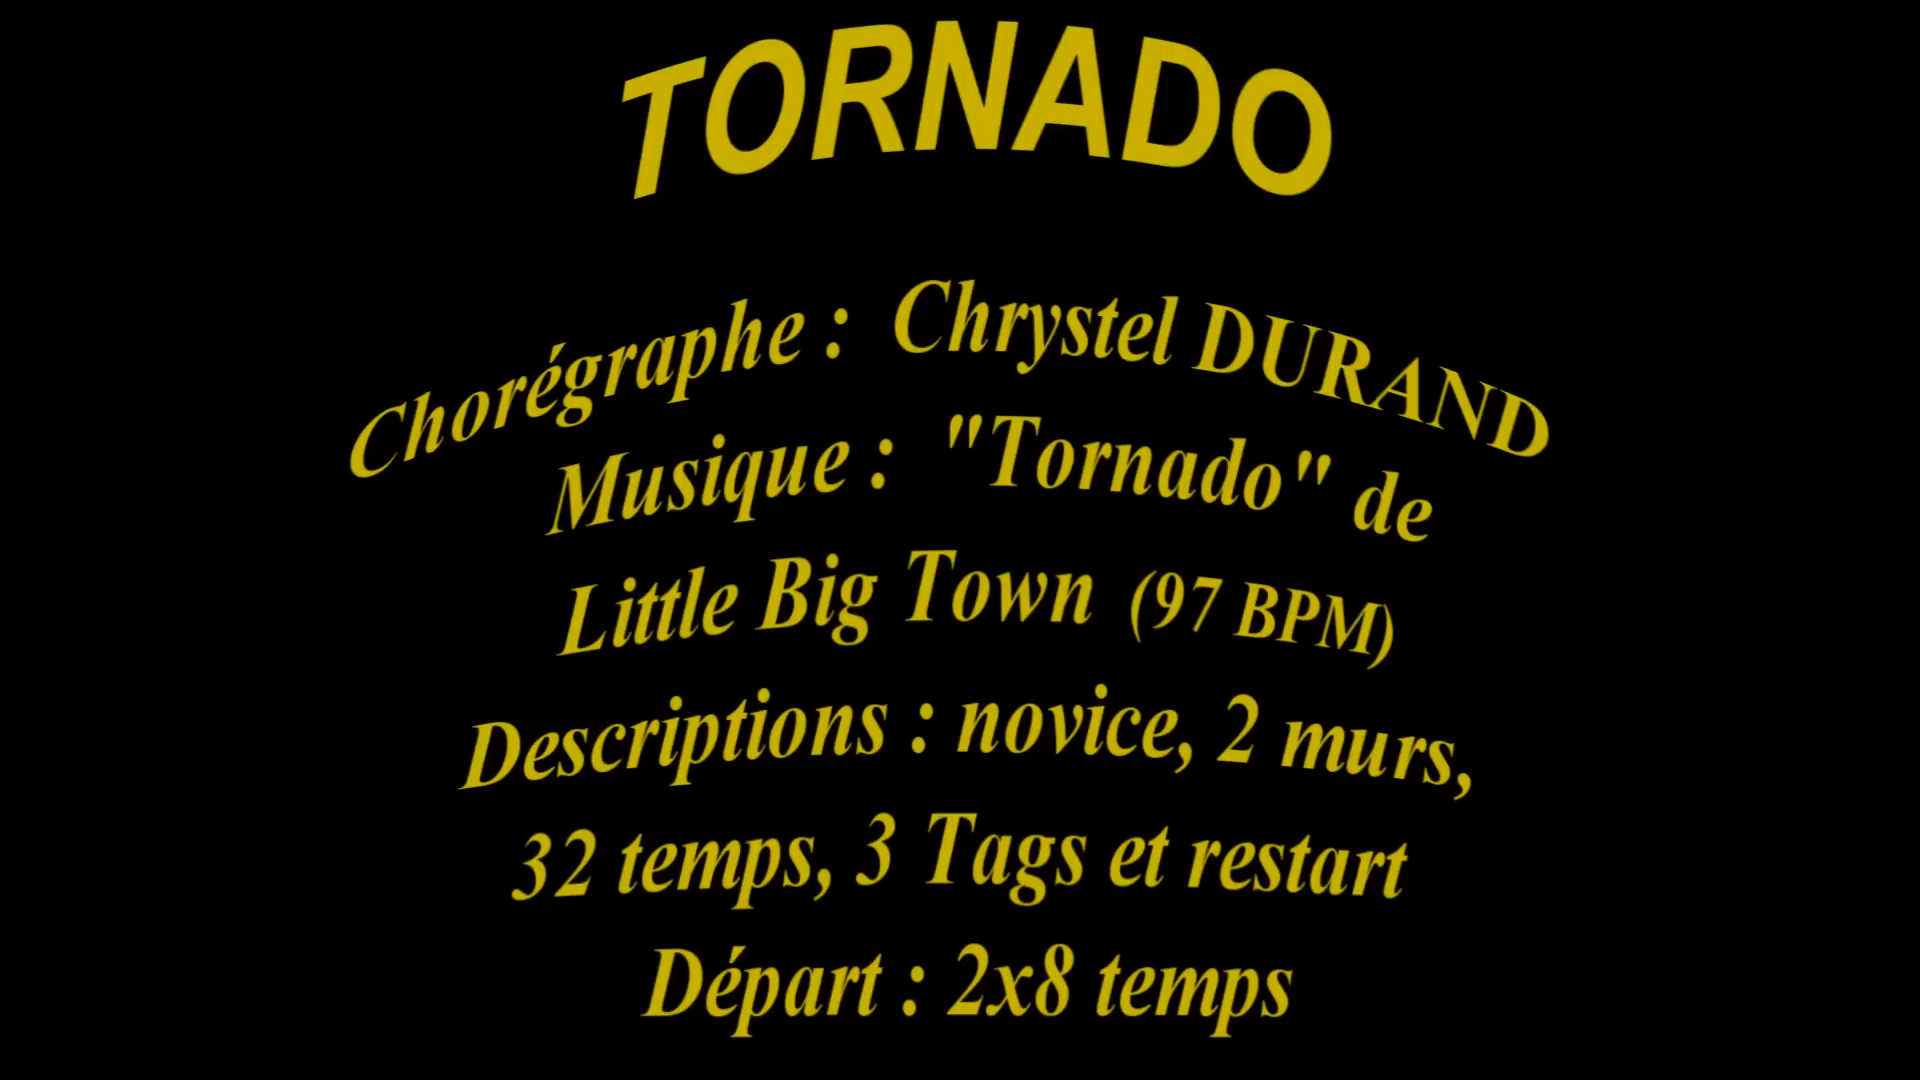 TORNADO
Chorégraphe : Chrystel DURAND
Musique : "Tornado" de
Little Big Town (97 BPM)
Descriptions : novice, 2 murs,
32 temps, 3 Tags et restart
Départ : 2x8 temps